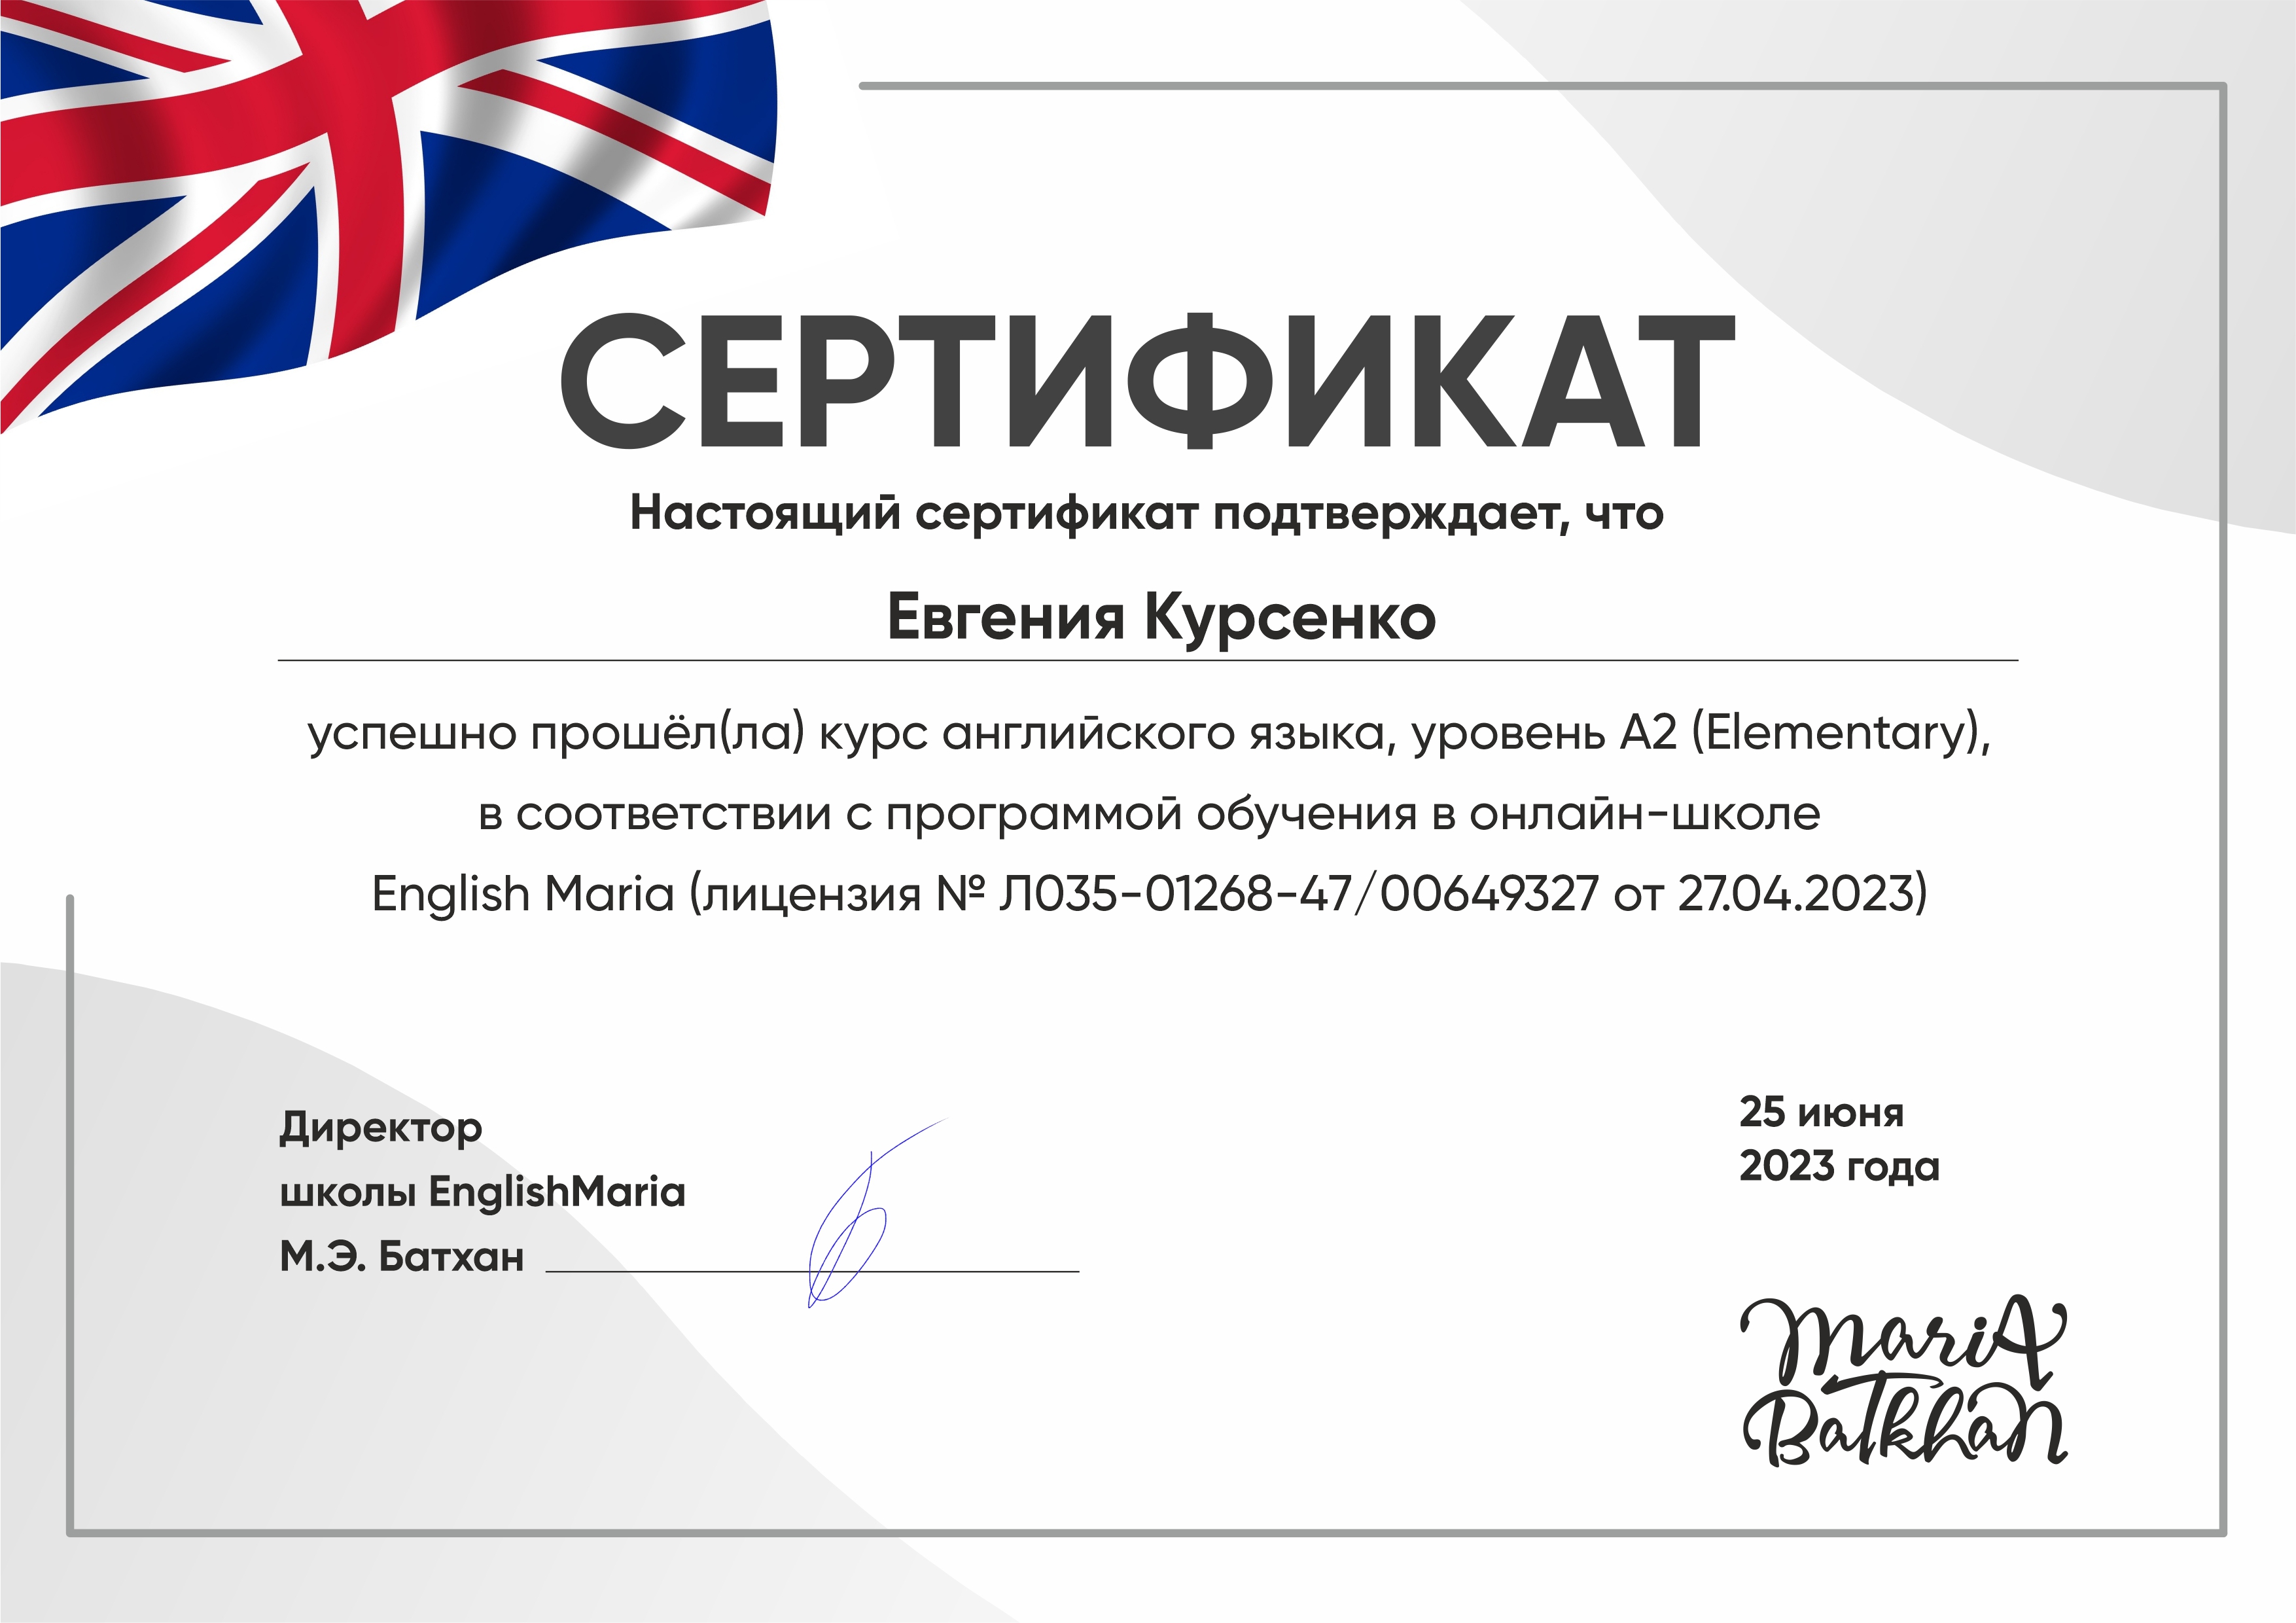 СЕРТИФИКАТ
Настоящий сертификат подтверждает, что
Евгения Курсенко
успешно прошёл(ла) курс английского языка, уровень A2 (Elementary),
в соответствии с программой обучения в онлайн-школе
English Maria (лицензия № Л035-01268-47/00649327 от 27.04.2023)
Директор
школы EnglishMaria
М.Э. Батхан
25 июня
2023 года
MariA
BaTkhaN